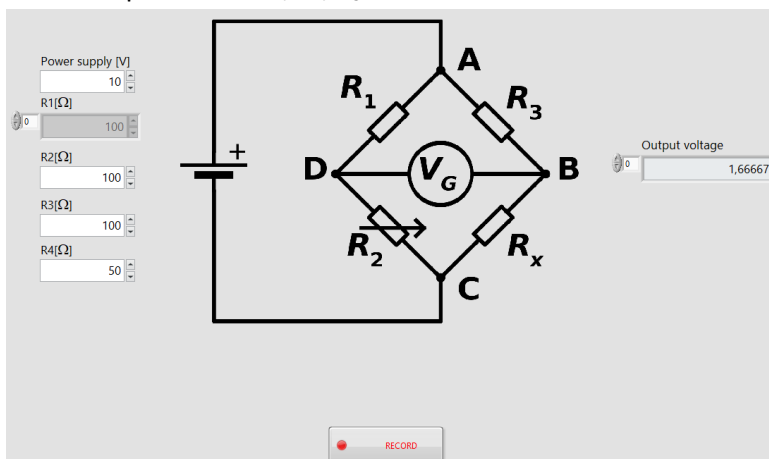 Power supply [V]
10
R1[Ω]
0
100
R2[Ω]
100
R3[Ω]
100
R4[Ω]
50
+
A
R1
R3
D
VG
B
R2
Rx
C
Output voltage
0
1,66667
RECORD